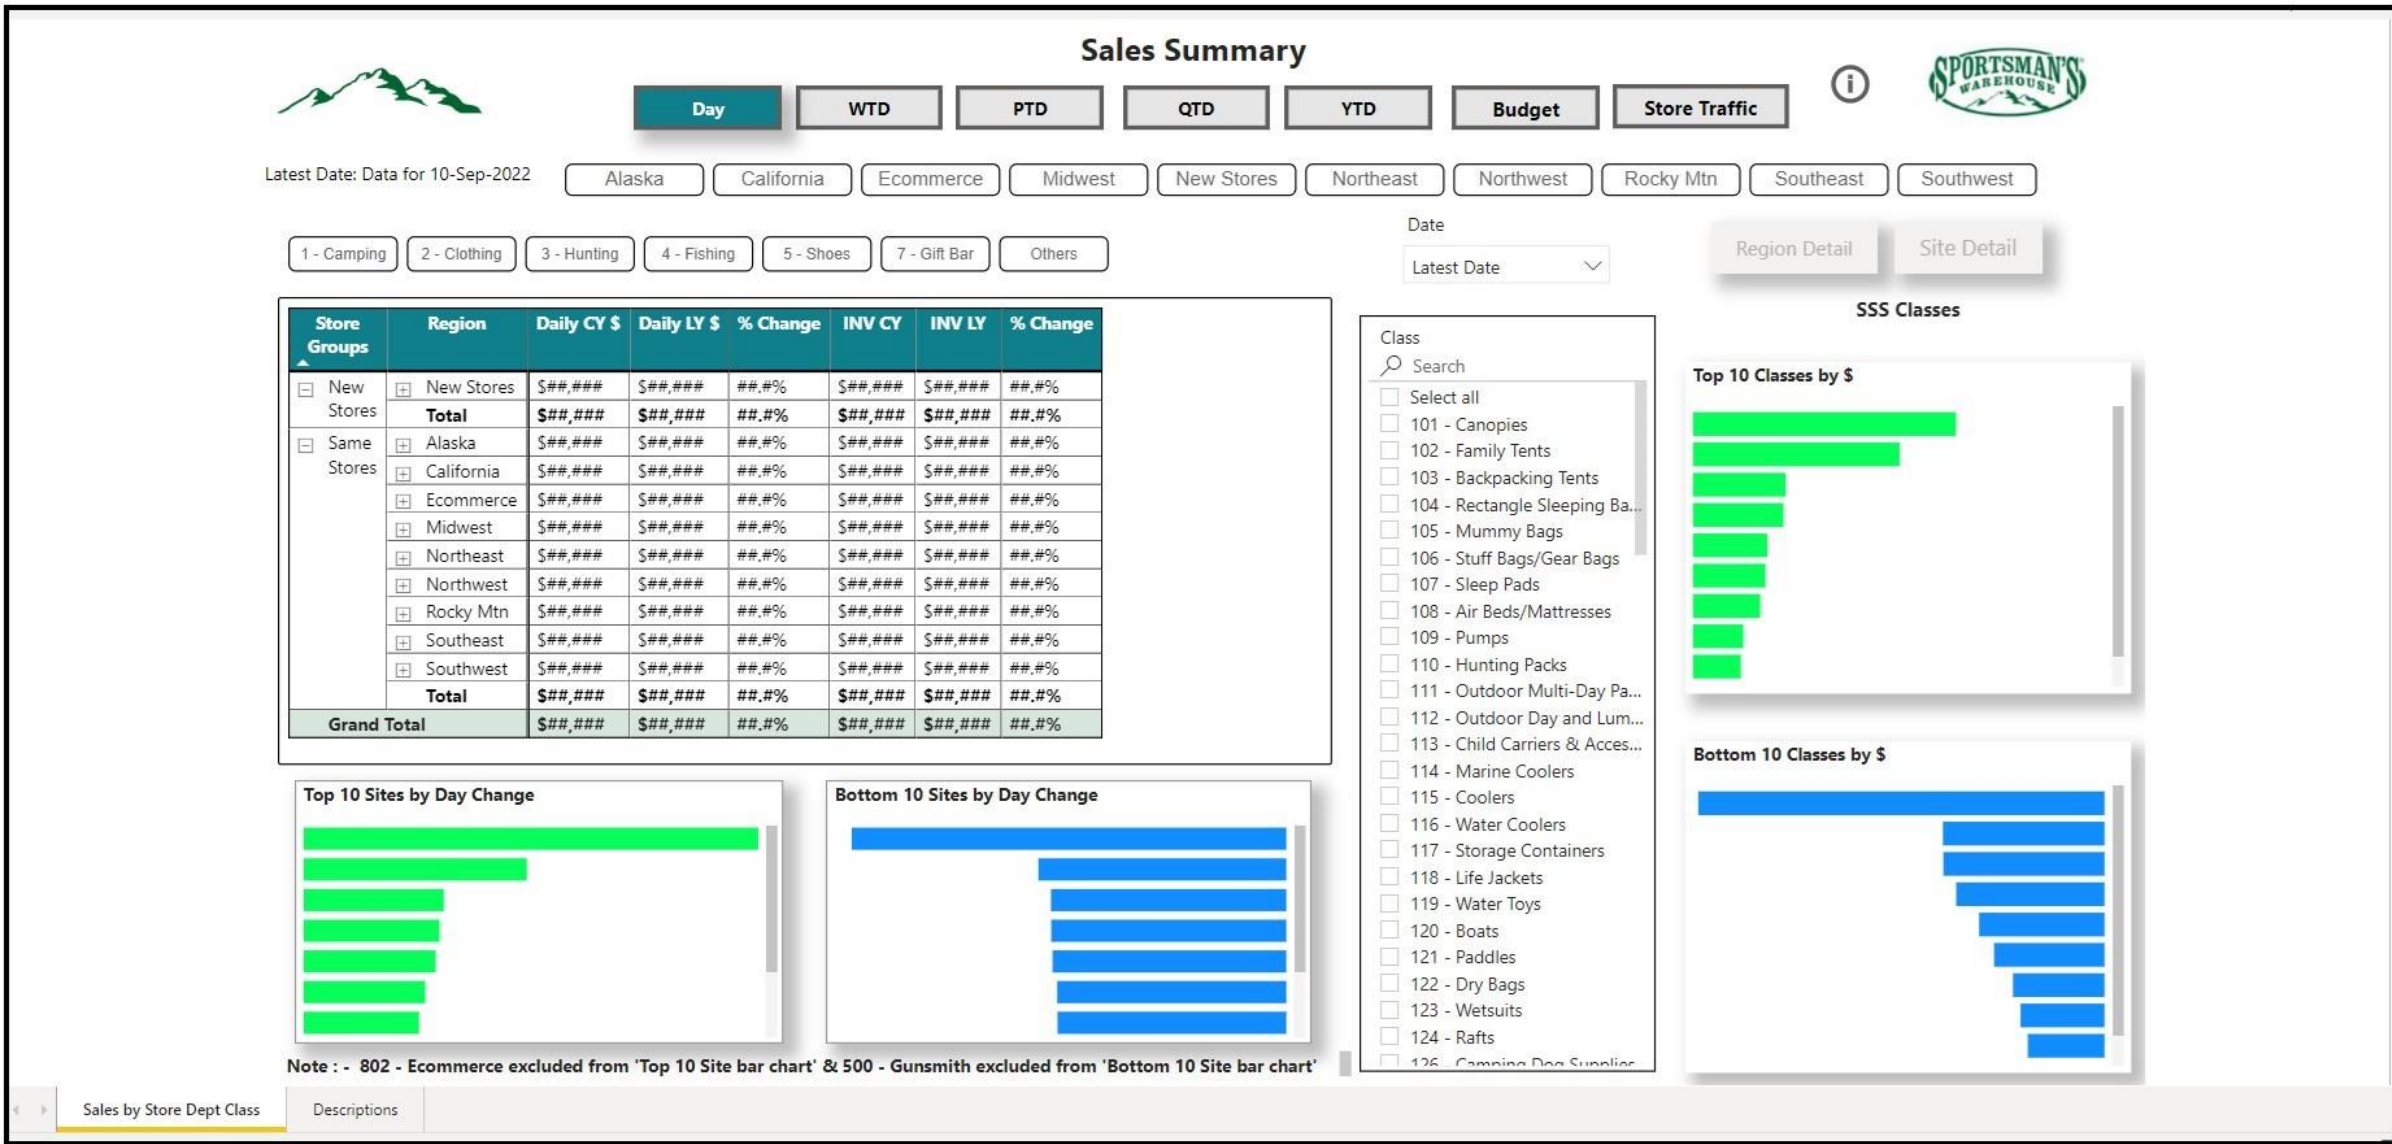 Sales Summary
SPORTSMAN'S
WAREHOUSE
Day WTD PTD QTD YTD Budget Store Traffic
Latest Date: Data for 10-Sep-2022
Alaska California Ecommerce Midwest New Stores Northeast Northwest Rocky Mtn Southeast Southwest
1 - Camping 2 - Clothing 3 - Hunting 4 - Fishing 5 - Shoes 7 - Gift Bar Others
Date
Latest Date
Region Detail Site Detail
Store Groups Region Daily CY $ Daily LY $ % Change INV CY INV LY % Change
New Stores New Stores $##,### $##,### ##.#% $##,### $##,### ##.#%
Total $##,### $##,### ##.#% $##,### $##,### ##.#%
Same Stores Alaska $##,### $##,### ##.#% $##,### $##,### ##.#%
California $##,### $##,### ##.#% $##,### $##,### ##.#%
Ecommerce $##,### $##,### ##.#% $##,### $##,### ##.#%
Midwest $##,### $##,### ##.#% $##,### $##,### ##.#%
Northeast $##,### $##,### ##.#% $##,### $##,### ##.#%
Northwest $##,### $##,### ##.#% $##,### $##,### ##.#%
Rocky Mtn $##,### $##,### ##.#% $##,### $##,### ##.#%
Southeast $##,### $##,### ##.#% $##,### $##,### ##.#%
Southwest $##,### $##,### ##.#% $##,### $##,### ##.#%
Total $##,### $##,### ##.#% $##,### $##,### ##.#%
Grand Total $##,### $##,### ##.#% $##,### $##,### ##.#%
Class
Search
Select all
101 - Canopies
102 - Family Tents
103 - Backpacking Tents
104 - Rectangle Sleeping Ba...
105 - Mummy Bags
106 - Stuff Bags/Gear Bags
107 - Sleep Pads
108 - Air Beds/Mattresses
109 - Pumps
110 - Hunting Packs
111 - Outdoor Multi-Day Pa...
112 - Outdoor Day and Lum...
113 - Child Carriers & Acces...
114 - Marine Coolers
115 - Coolers
116 - Water Coolers
117 - Storage Containers
118 - Life Jackets
119 - Water Toys
120 - Boats
121 - Paddles
122 - Dry Bags
123 - Wetsuits
124 - Rafts
126 - Camping Dog Supplies
SSS Classes
Top 10 Classes by $
Bottom 10 Classes by $
Top 10 Sites by Day Change
Bottom 10 Sites by Day Change
Note : - 802 - Ecommerce excluded from 'Top 10 Site bar chart' & 500 - Gunsmith excluded from 'Bottom 10 Site bar chart'
Sales by Store Dept Class Descriptions